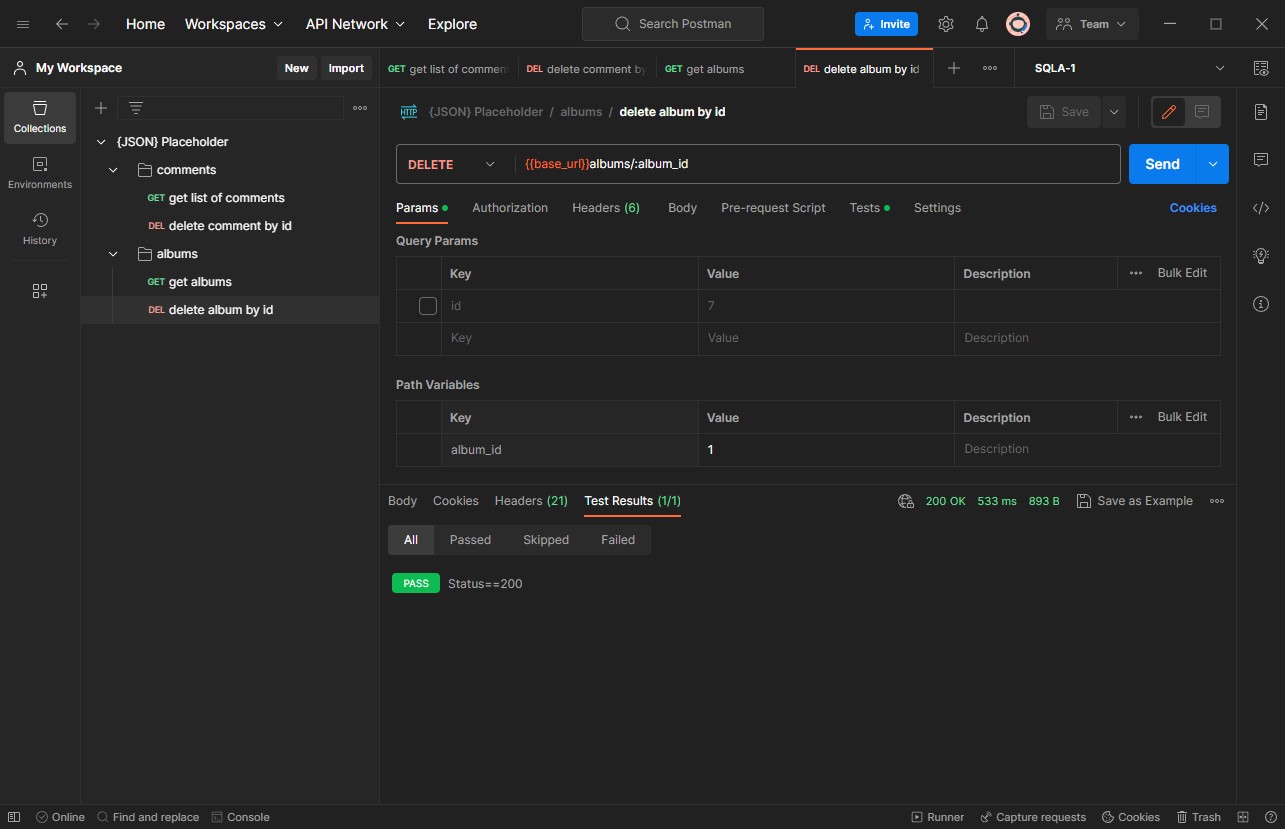 Home Workspaces API Network Explore Search Postman Invite Team
My Workspace New Import GET get list of commen DEL delete comment by GET get albums DEL delete album by id SQLA-1
Collections
Environments
History
{JSON} Placeholder
comments
GET get list of comments
DEL delete comment by id
albums
GET get albums
DEL delete album by id
HTTP {JSON} Placeholder / albums / delete album by id Save
DELETE {{base_url}}albums/:album_id Send
Params Authorization Headers (6) Body Pre-request Script Tests Settings Cookies
Query Params
Key Value Description Bulk Edit
id 7
Key Value Description
Path Variables
Key Value Description Bulk Edit
album_id 1 Description
Body Cookies Headers (21) Test Results (1/1) 200 OK 533 ms 893 B Save as Example
All Passed Skipped Failed
PASS Status==200
Online Find and replace Console Runner Capture requests Cookies Trash